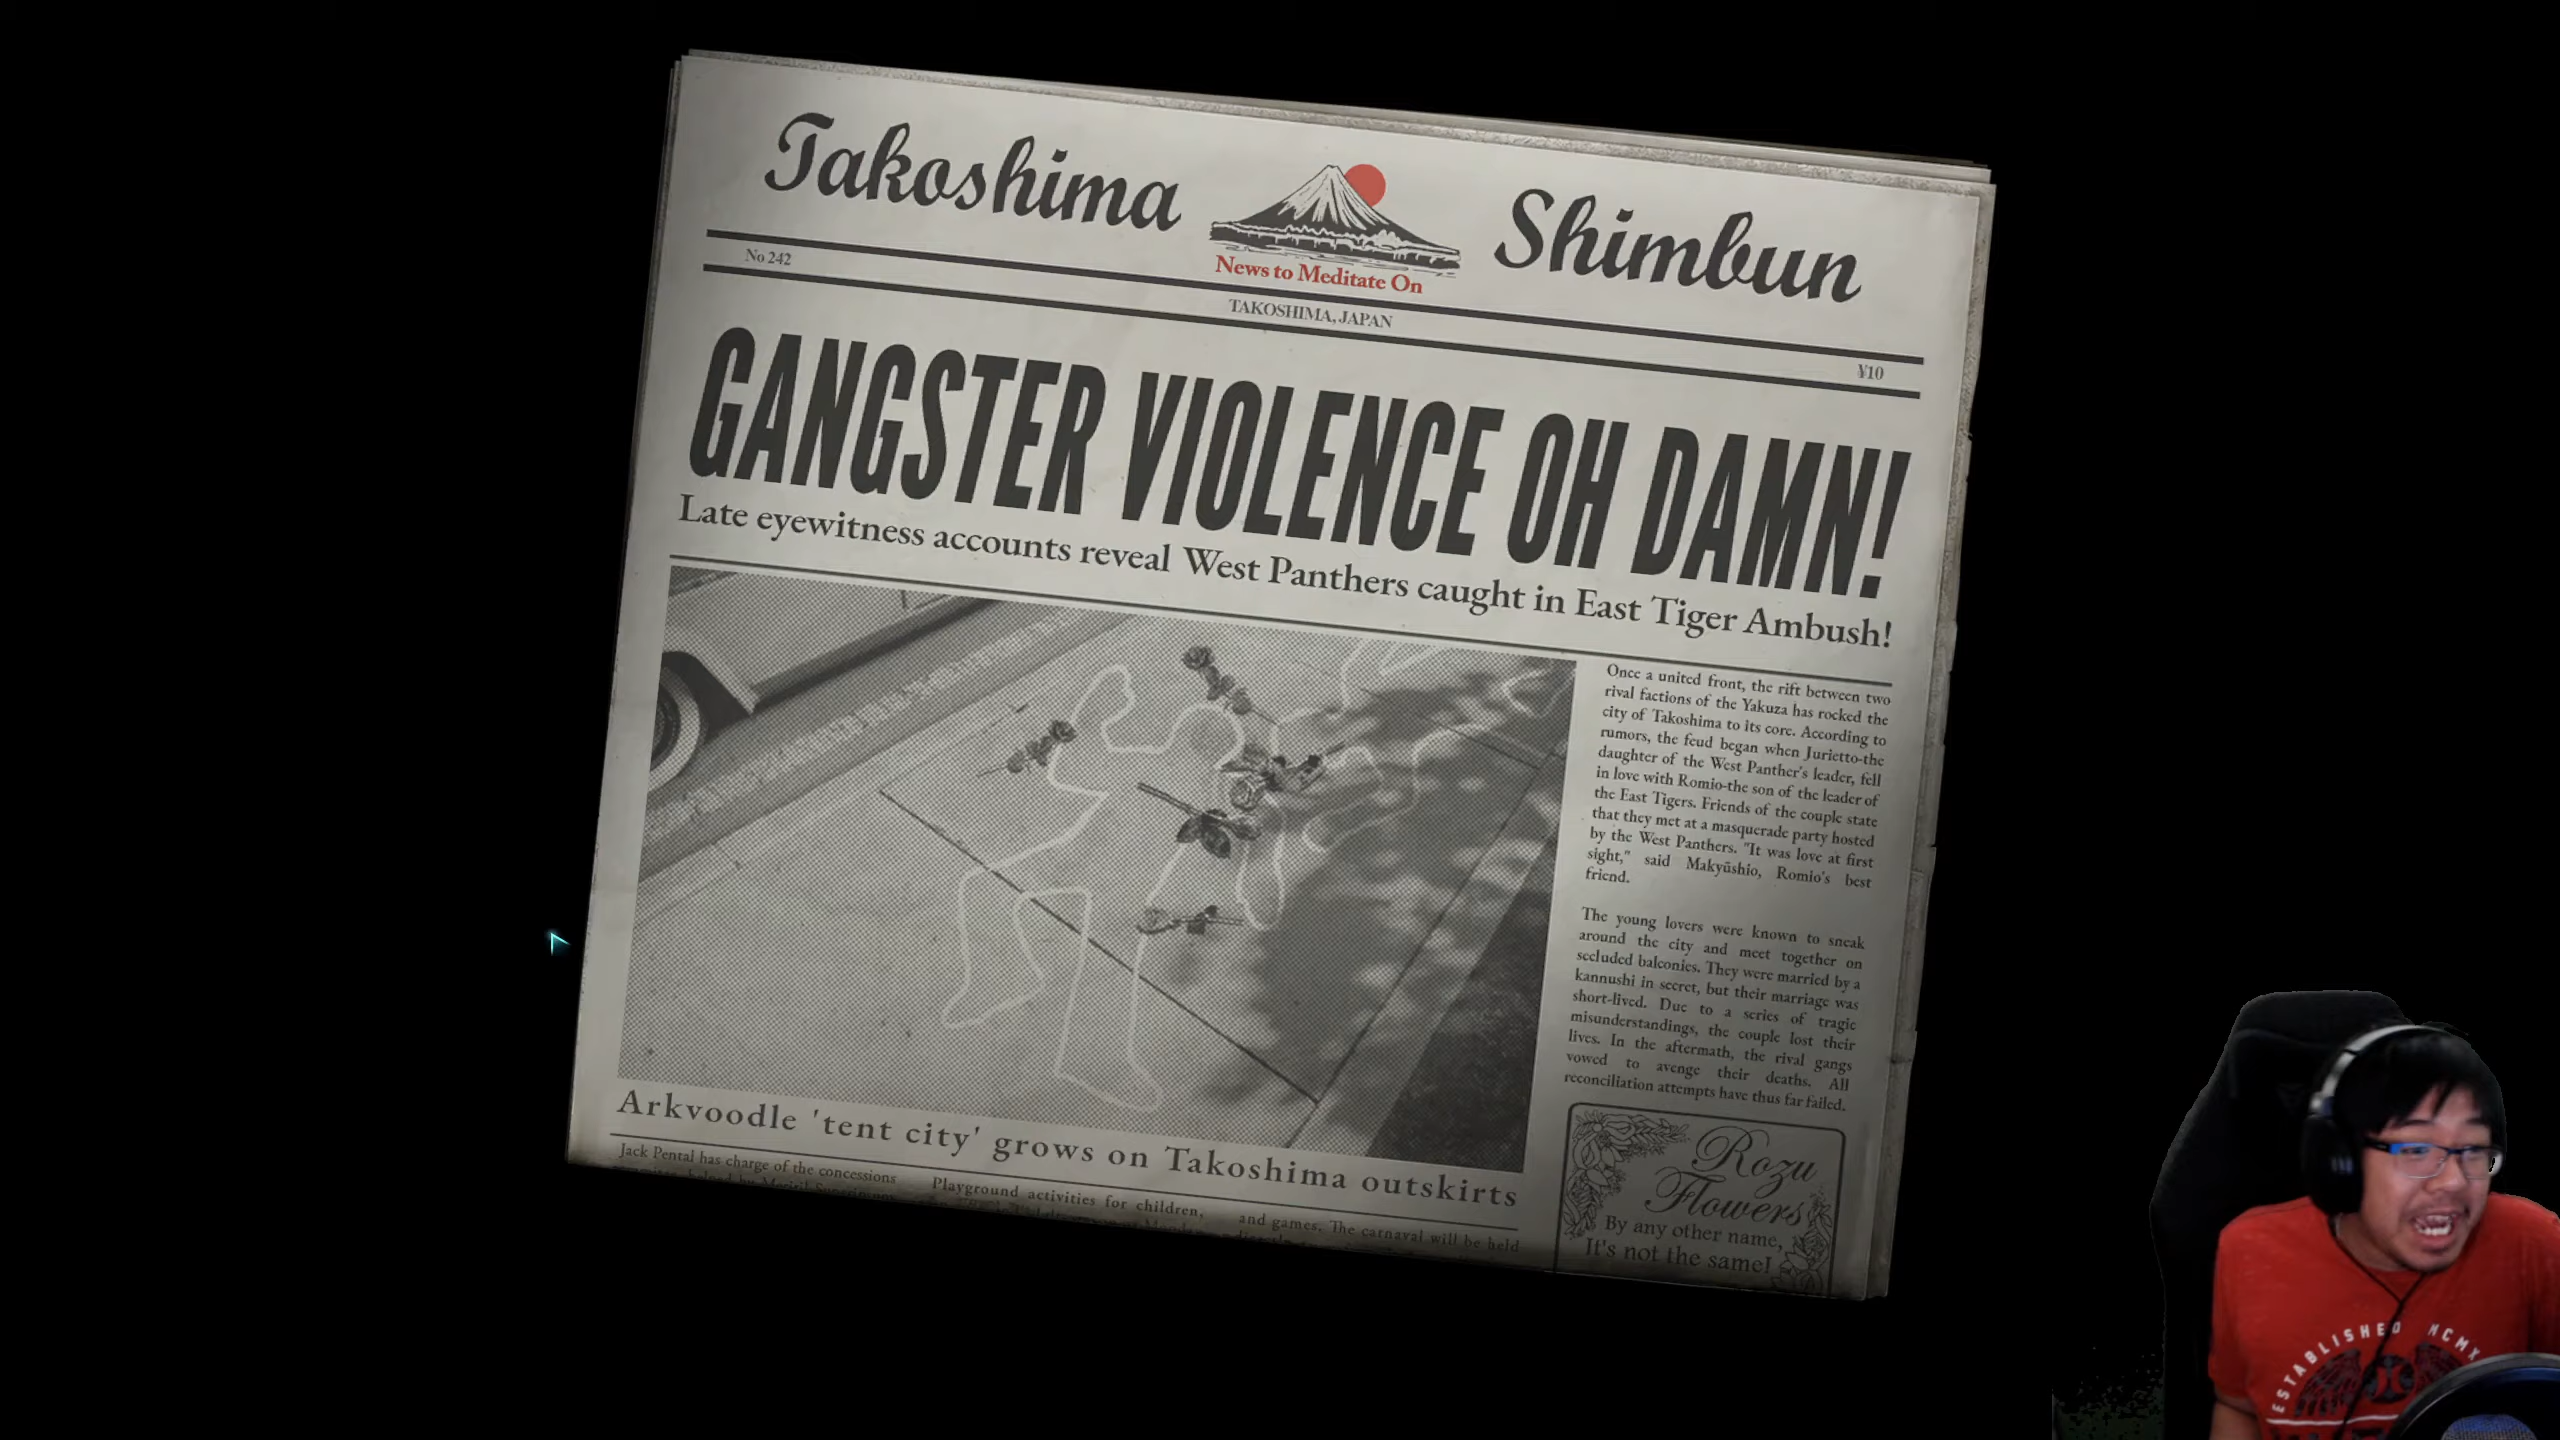 Takoshima Shimbun
News to Meditate On
No 242
TAKOSHIMA, JAPAN
¥10
GANGSTER VIOLENCE OH DAMN!
Late eyewitness accounts reveal West Panthers caught in East Tiger Ambush!
Once a united front, the rift between two
rival factions of the Yakuza has rocked the
city of Takoshima to its core. According to
rumors, the feud began when Jurietto-the
daughter of the West Panther's leader, fell
in love with Romio-the son of the leader of
the East Tigers. Friends of the couple state
that they met at a masquerade party hosted
by the West Panthers. "It was love at first
sight," said Makyūshio, Romio's best
friend.
The young lovers were known to sneak
around the city and meet together on
secluded balconies. They were married by a
kannushi in secret, but their marriage was
short-lived. Due to a series of tragic
misunderstandings, the couple lost their
lives. In the aftermath, the rival gangs
vowed to avenge their deaths. All
reconciliation attempts have thus far failed.
Arkvoodle 'tent city' grows on Takoshima outskirts
Jack Pental has charge of the concessions
Playground activities for children,
and games. The carnaval will be held
Rozu
Flowers
By any other name,
It's not the same!
ESTABLISHED MCMX